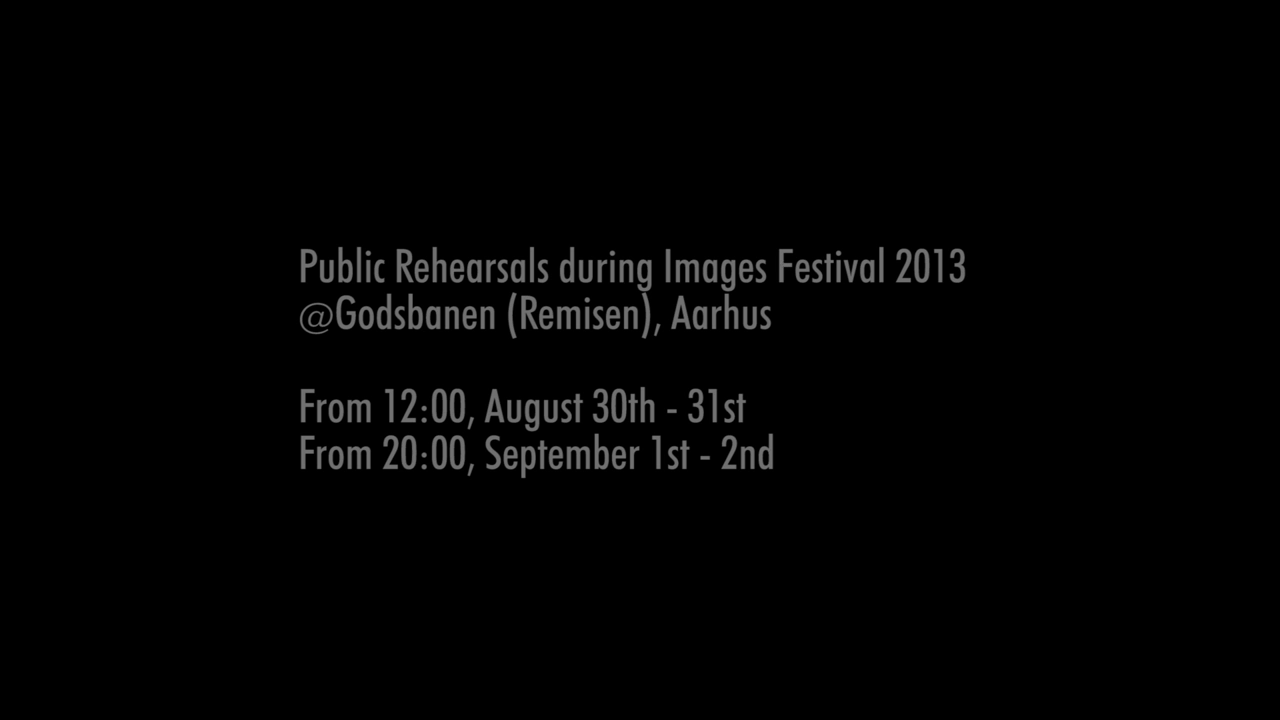 Public Rehearsals during Images Festival 2013
@Godsbanen (Remisen), Aarhus
From 12:00, August 30th - 31st
From 20:00, September 1st - 2nd